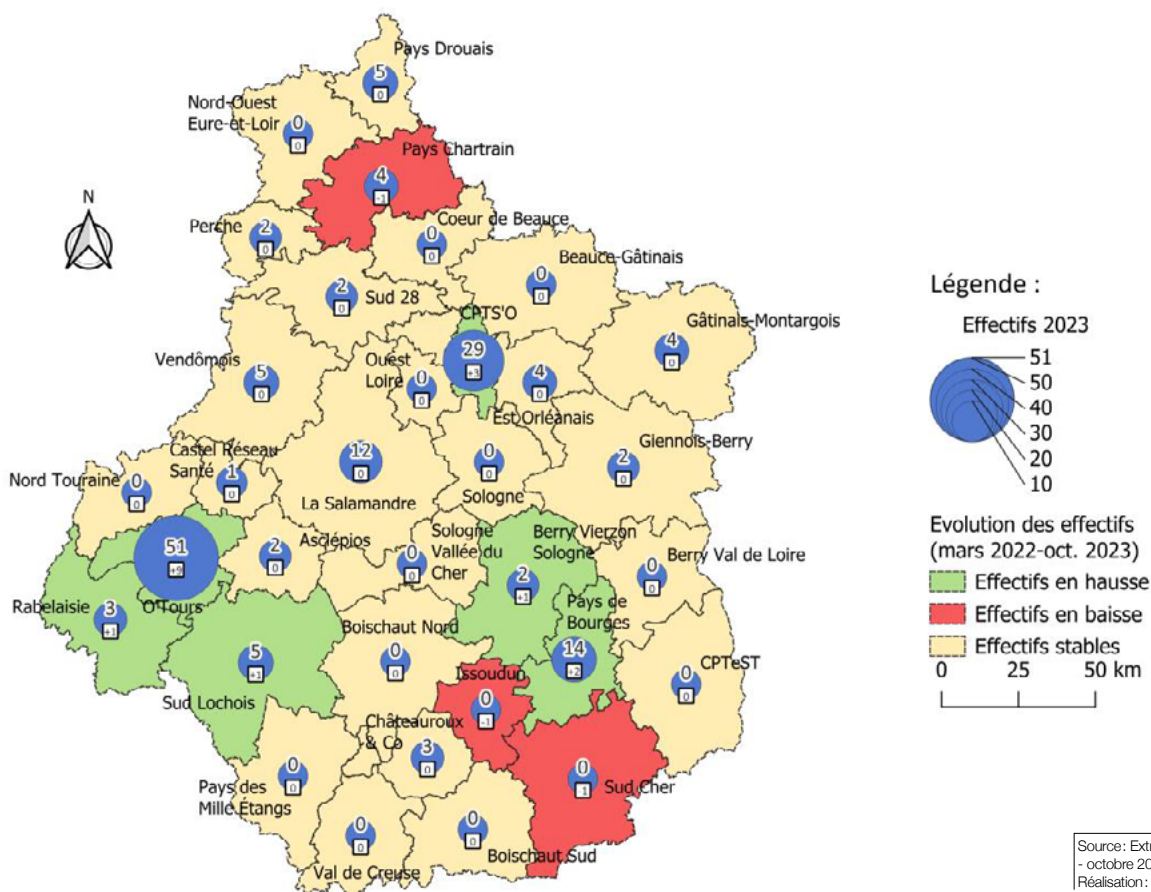 Pays Drouais
5
0
Nord-Ouest
Eure-et-Loir
0
0
Pays Chartrain
4
-1
N
Perche
2
0
Coeur de Beauce
0
0
Beauce-Gâtinais
0
0
Sud 28
2
0
CPTS'O
29
+3
Gâtinais-Montargois
4
0
Vendômois
5
0
Ouest
Loire
0
0
4
0
Est Orléanais
Giennois-Berry
2
0
12
0
La Salamandre
0
0
Sologne
Castel Réseau
Santé
1
0
Nord Touraine
0
0
51
+9
O'Tours
Asclépios
2
0
Sologne
Vallée du
Cher
0
0
Berry Vierzon
Sologne
2
+1
Berry Val de Loire
0
0
Rabelaisie
3
+1
Pays de
Bourges
14
+2
Boischaut Nord
0
0
5
+1
Sud Lochois
CPTeST
0
0
Issoudun
0
-1
Châteauroux
& Co
3
0
0
0
Pays des
Mille Étangs
0
Sud Cher
0
0
Val de Creuse
0
0
Boischaut Sud
Légende :
Effectifs 2023
51
50
40
30
20
10
Evolution des effectifs
(mars 2022-oct. 2023)
Effectifs en hausse
Effectifs en baisse
Effectifs stables
0 25 50 km
Source: Extr
- octobre 20
Réalisation: